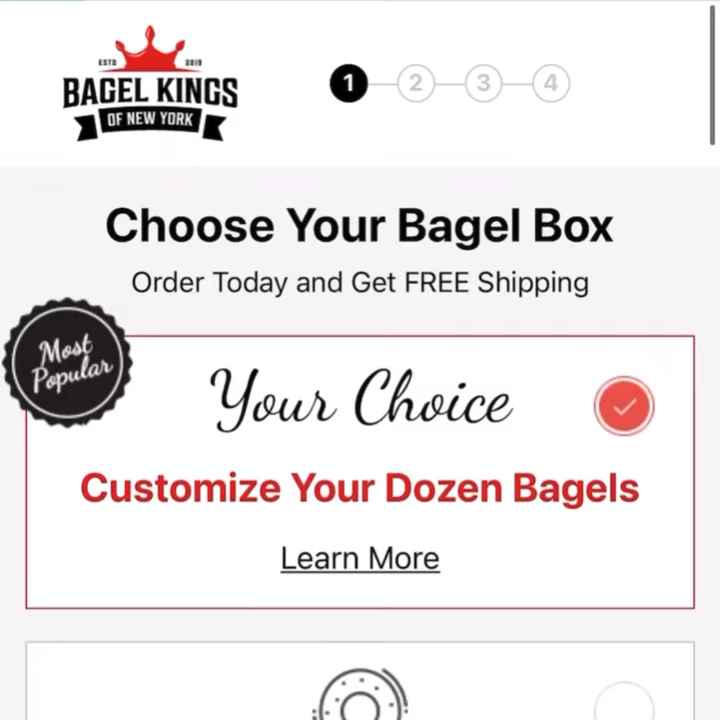 ESTD 2019
BAGEL KINGS
OF NEW YORK
1 2 3 4
Choose Your Bagel Box
Order Today and Get FREE Shipping
Most
Popular
Your Choice
Customize Your Dozen Bagels
Learn More